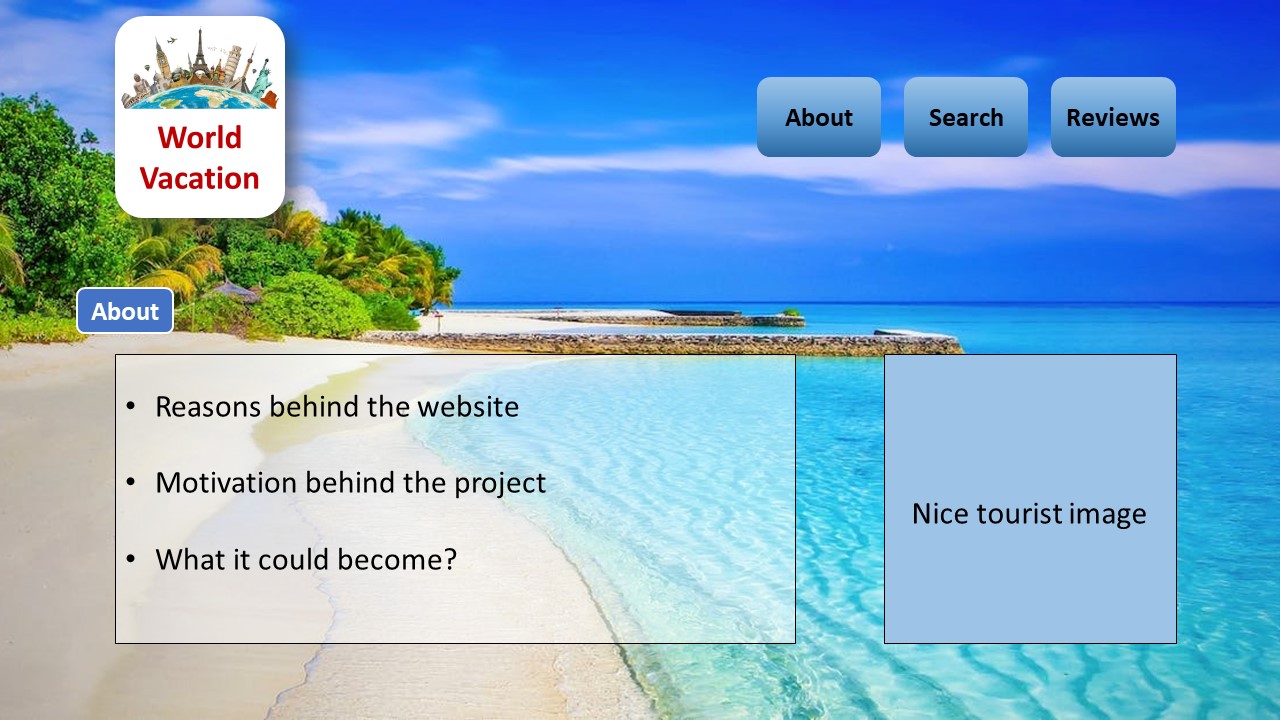 World
Vacation
About
Search
Reviews
About
• Reasons behind the website
• Motivation behind the project
• What it could become?
Nice tourist image